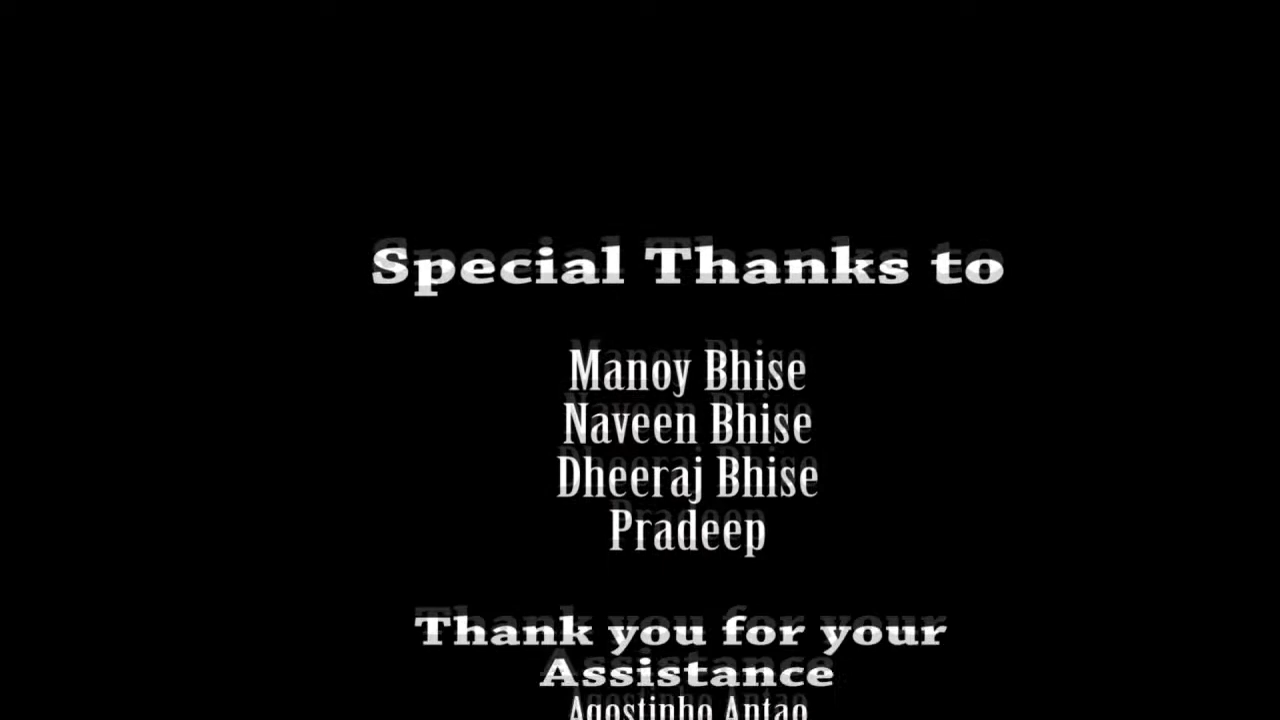 Special Thanks to
Manoy Bhise
Naveen Bhise
Dheeraj Bhise
Pradeep
Thank you for your
Assistance
Agostinho Antao